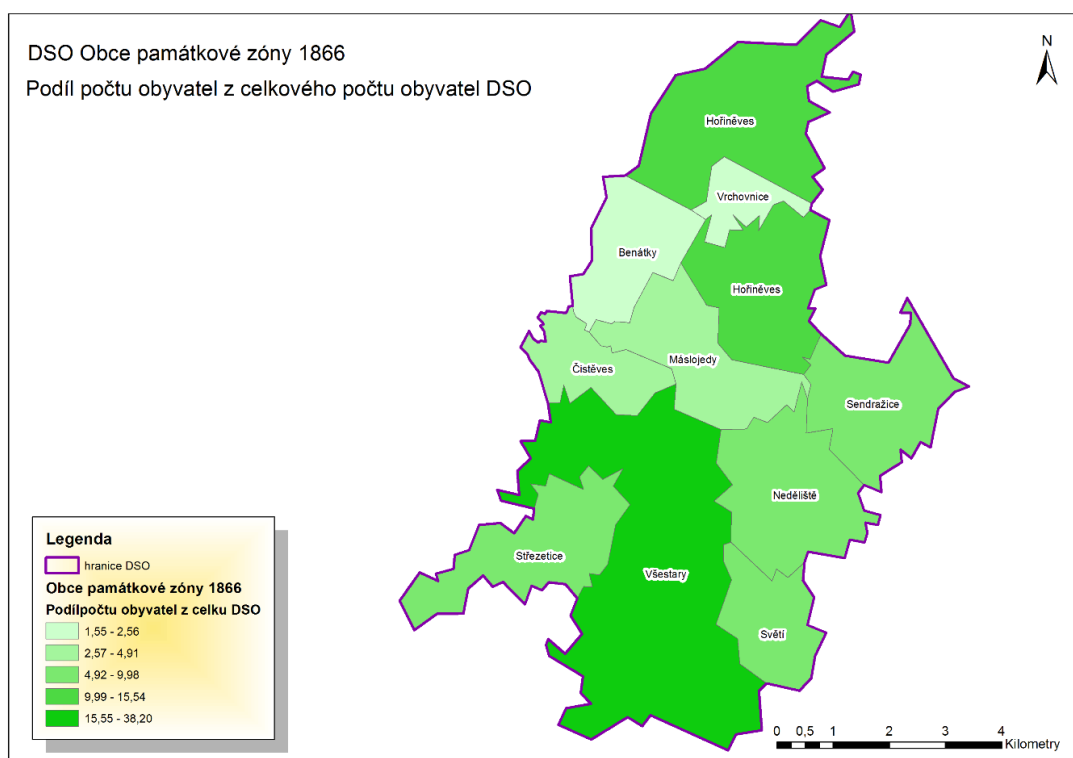 DSO Obce památkové zóny 1866
Podíl počtu obyvatel z celkového počtu obyvatel DSO
N
Hořiněves
Vrchovnice
Benátky
Hořiněves
Máslojedy
Čistěves
Sendražice
Neděliště
Střezetice
Všestary
Světí
Legenda
hranice DSO
Obce památkové zóny 1866
Podílpočtu obyvatel z celku DSO
1,55 - 2,56
2,57 - 4,91
4,92 - 9,98
9,99 - 15,54
15,55 - 38,20
0 0,5 1 2 3 4
Kilometry